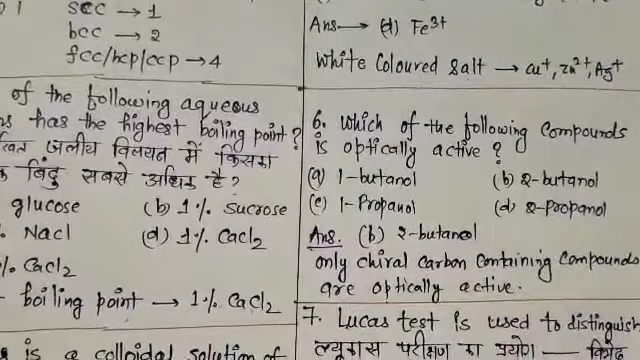 scc → 1
bcc → 2
fcc/hcp/ccp → 4
of the following aqueous
has the highest boiling point?
जलीय विलयन में किसका
बिंदु सबसे अधिक है?
glucose (b) 1% Sucrose
Nacl (d) 1% CaCl2
% CaCl2
boiling point → 1% CaCl2
is a colloidal solution of
Ans → (d) Fe3+
White Coloured Salt → cu+, Zn2+, Ag+
6. Which of the following Compounds
is optically active?
(a) 1-butanol (b) 2-butanol
(c) 1-Propanol (d) 2-Propanol
Ans. (b) 2-butanol
only chiral Carbon Containing Compounds
are optically active.
7. Lucas test is used to distinguish
ल्यूकास परीक्षण का प्रयोग —